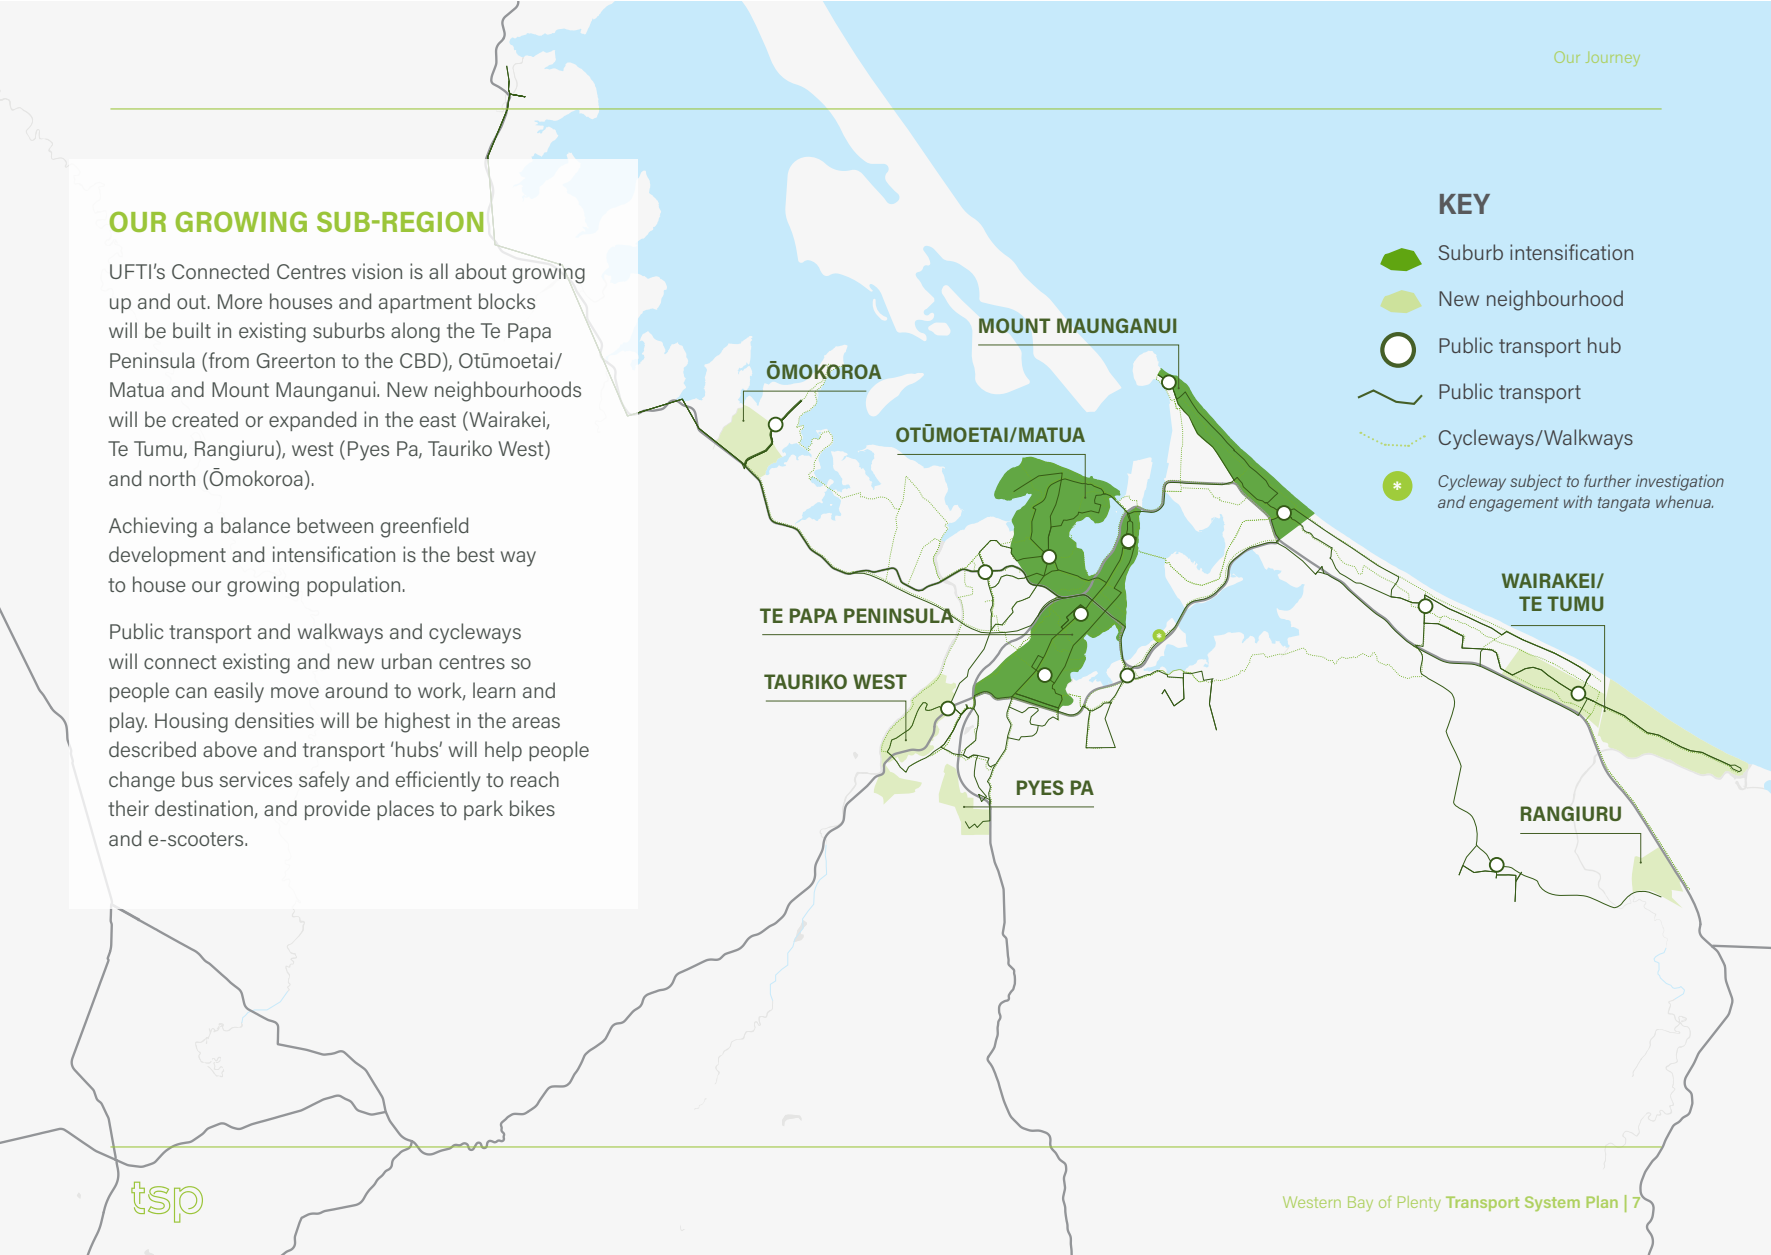 Our Journey
OUR GROWING SUB-REGION
UFTI's Connected Centres vision is all about growing
up and out. More houses and apartment blocks
will be built in existing suburbs along the Te Papa
Peninsula (from Greerton to the CBD), Otūmoetai/
Matua and Mount Maunganui. New neighbourhoods
will be created or expanded in the east (Wairakei,
Te Tumu, Rangiuru), west (Pyes Pa, Tauriko West)
and north (Ōmokoroa).
Achieving a balance between greenfield
development and intensification is the best way
to house our growing population.
Public transport and walkways and cycleways
will connect existing and new urban centres so
people can easily move around to work, learn and
play. Housing densities will be highest in the areas
described above and transport 'hubs' will help people
change bus services safely and efficiently to reach
their destination, and provide places to park bikes
and e-scooters.
MOUNT MAUNGANUI
ŌMOKOROA
OTŪMOETAI/MATUA
TE PAPA PENINSULA
TAURIKO WEST
PYES PA
WAIRAKEI/
TE TUMU
RANGIURU
KEY
Suburb intensification
New neighbourhood
Public transport hub
Public transport
Cycleways/Walkways
*
Cycleway subject to further investigation
and engagement with tangata whenua.
tsp
Western Bay of Plenty Transport System Plan | 7